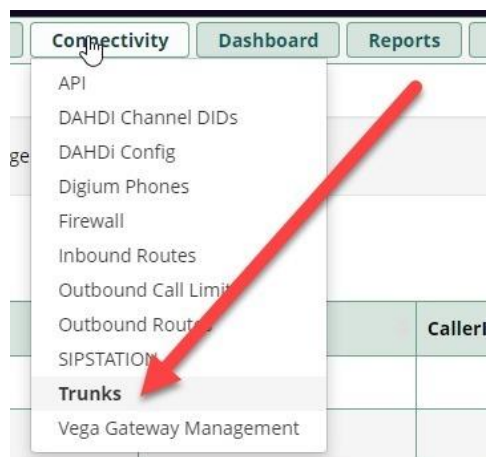 Connectivity
Dashboard
Reports
API
DAHDI Channel DIDs
DAHDi Config
ge
Digium Phones
Firewall
Inbound Routes
Outbound Call Limit
Outbound Routes
CallerI
SIPSTATION
Trunks
Vega Gateway Management